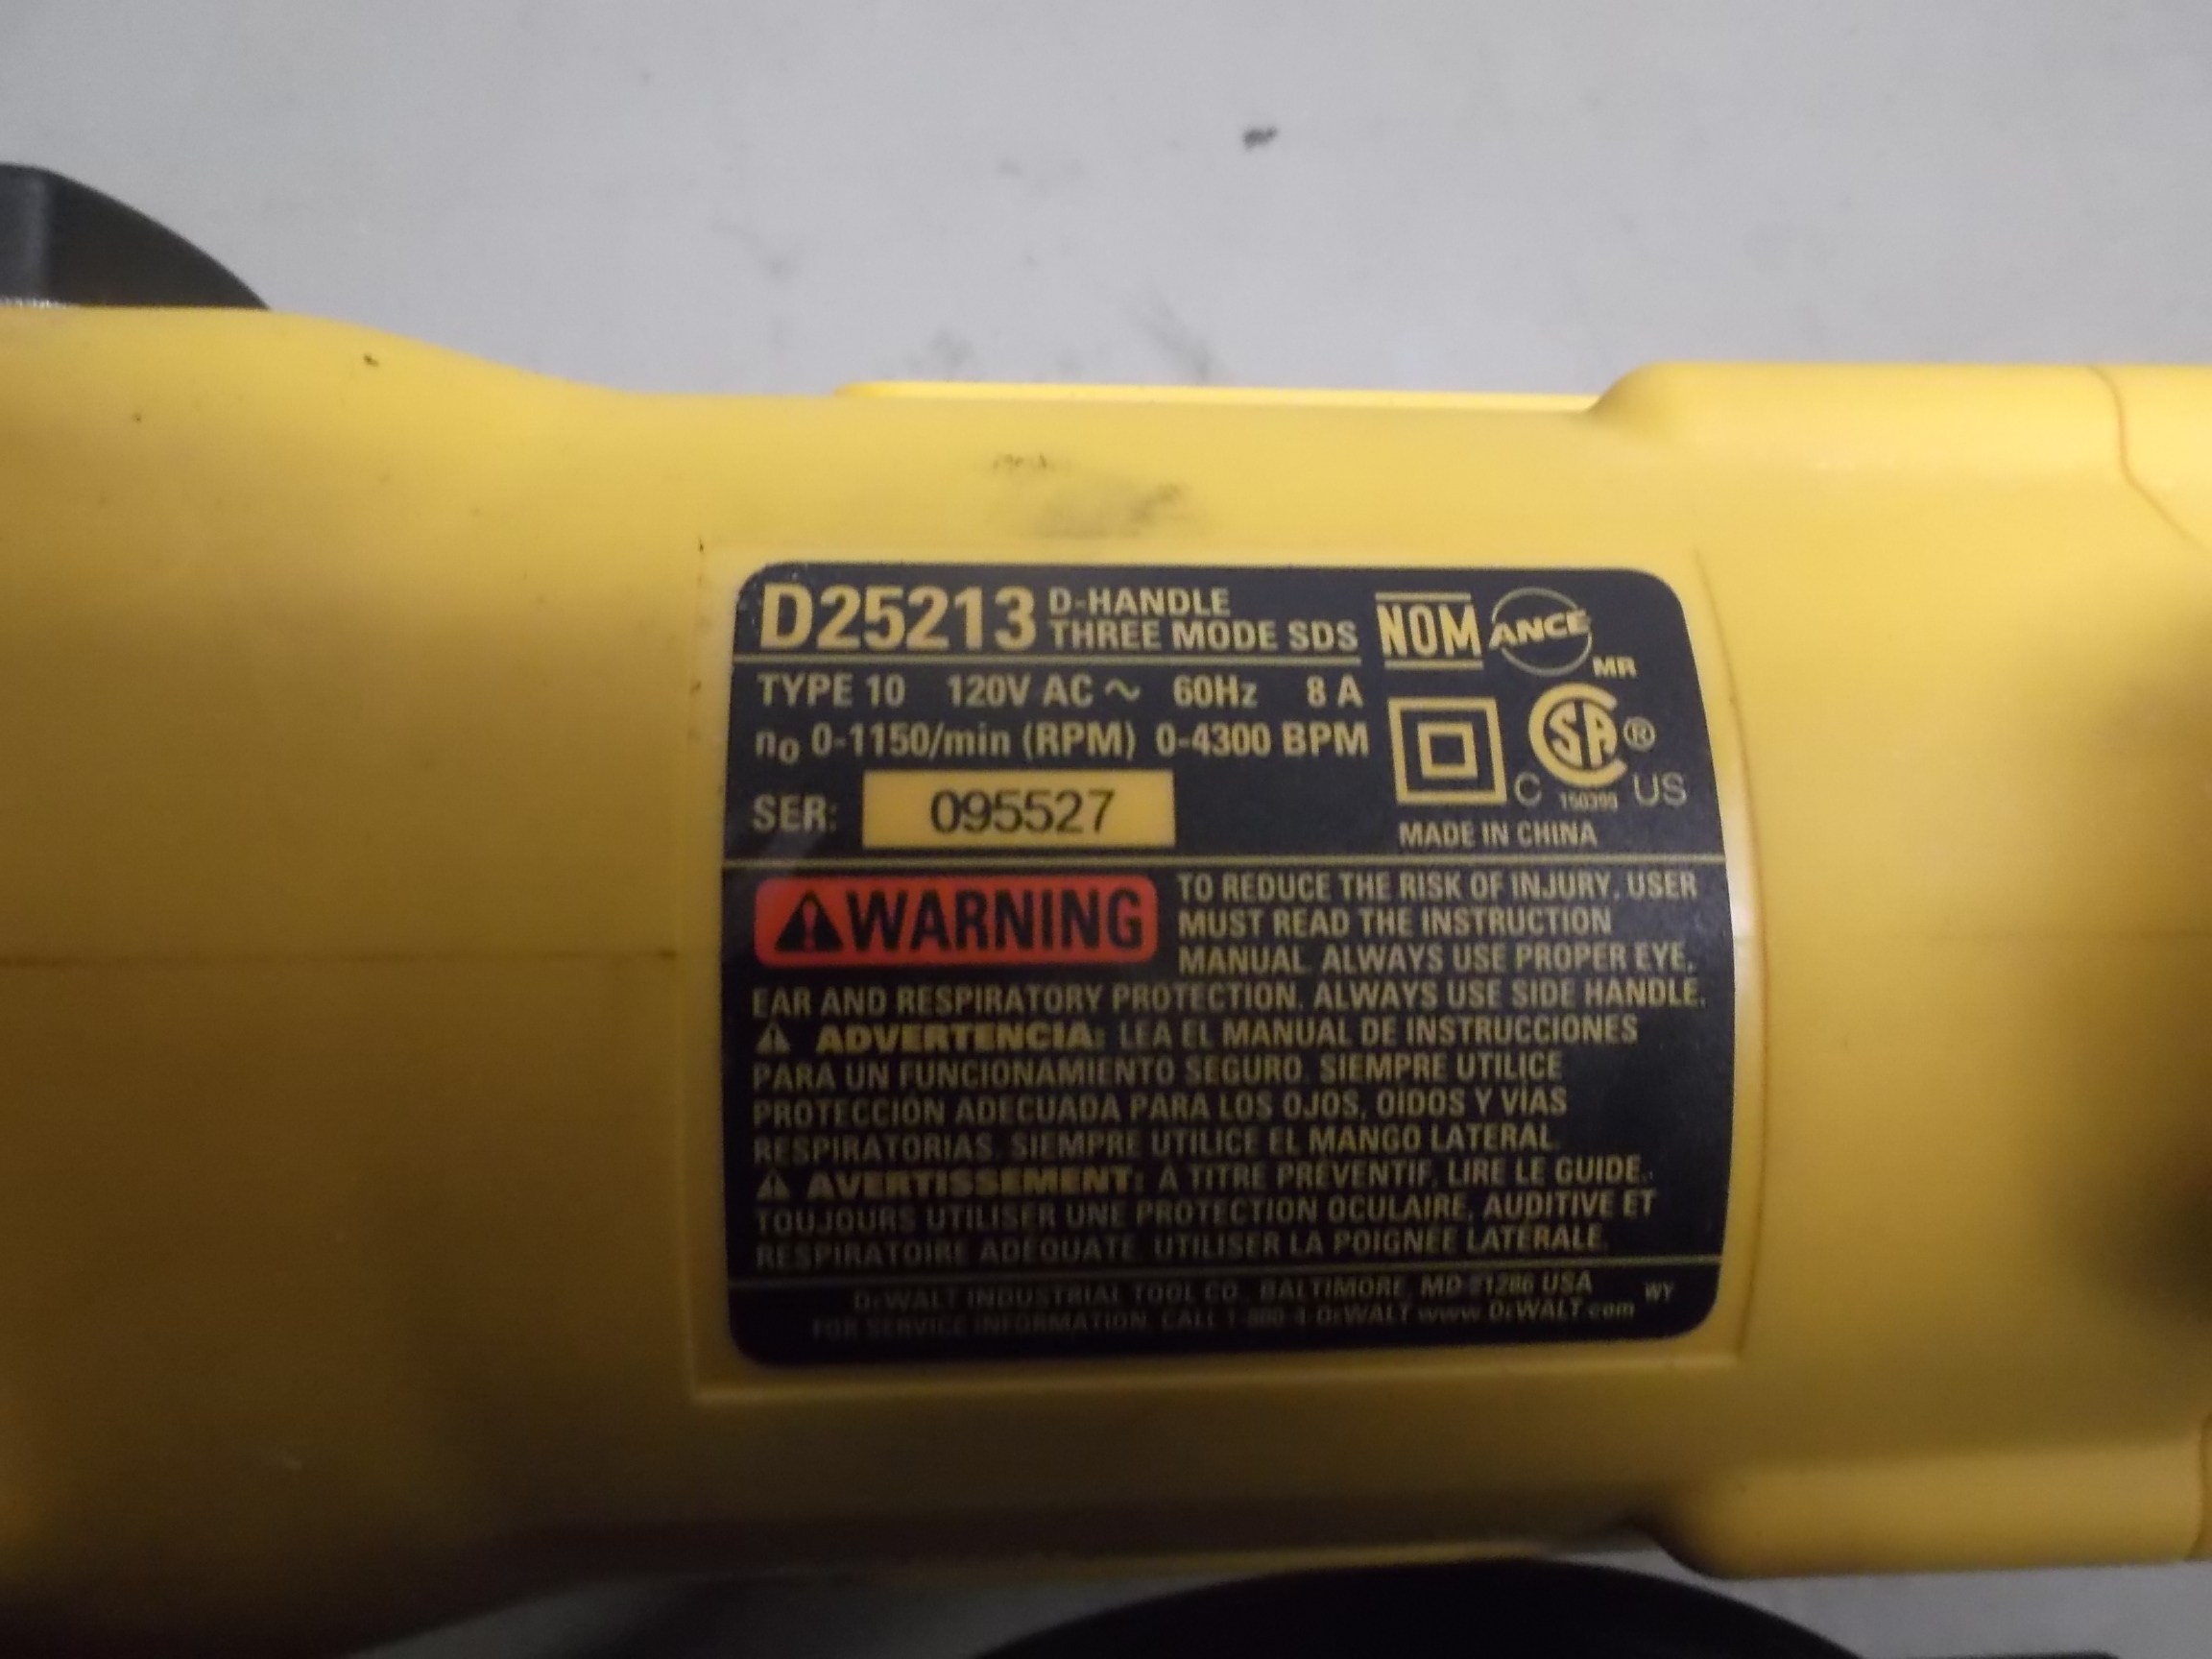 D25213 D-HANDLE
THREE MODE SDS
NOM ANCE MR
TYPE 10 120V AC ~ 60Hz 8 A
no 0-1150/min (RPM) 0-4300 BPM
SER: 095527
C SA ® US
MADE IN CHINA
⚠WARNING TO REDUCE THE RISK OF INJURY, USER
MUST READ THE INSTRUCTION
MANUAL. ALWAYS USE PROPER EYE,
EAR AND RESPIRATORY PROTECTION. ALWAYS USE SIDE HANDLE.
⚠ ADVERTENCIA: LEA EL MANUAL DE INSTRUCCIONES
PARA UN FUNCIONAMIENTO SEGURO. SIEMPRE UTILICE
PROTECCIÓN ADECUADA PARA LOS OJOS, OÍDOS Y VÍAS
RESPIRATORIAS. SIEMPRE UTILICE EL MANGO LATERAL.
⚠ AVERTISSEMENT: À TITRE PRÉVENTIF, LIRE LE GUIDE.
TOUJOURS UTILISER UNE PROTECTION OCULAIRE, AUDITIVE ET
RESPIRATOIRE ADÉQUATE. UTILISER LA POIGNÉE LATÉRALE.
DeWALT INDUSTRIAL TOOL CO., BALTIMORE, MD 21286 USA
FOR SERVICE INFORMATION, CALL 1-800-4-DeWALT www.DeWALT.com WY